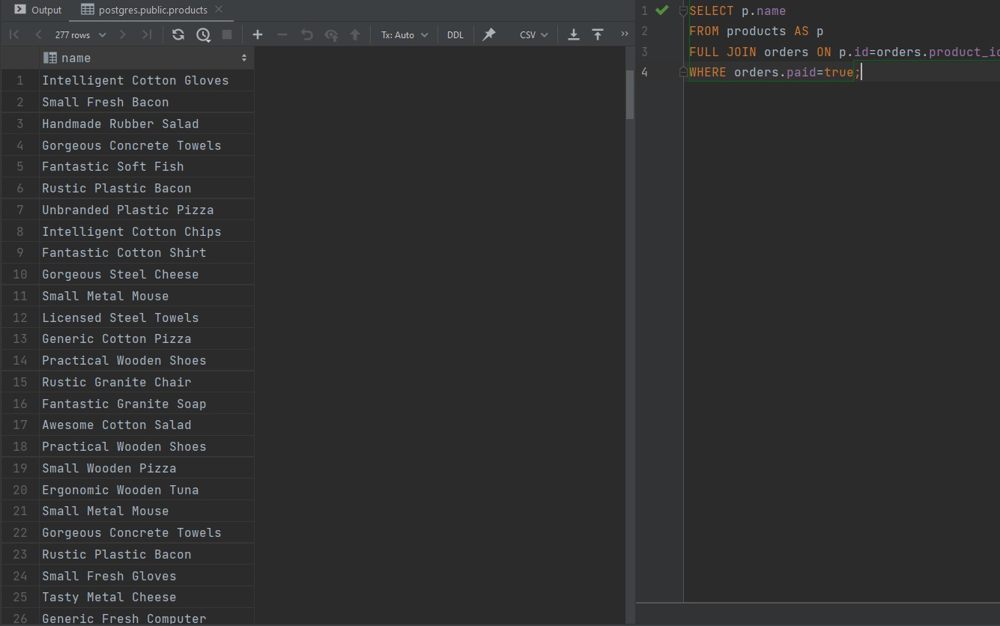 Output
postgres.public.products
277 rows
Tx: Auto
DDL
CSV
name
1 Intelligent Cotton Gloves
2 Small Fresh Bacon
3 Handmade Rubber Salad
4 Gorgeous Concrete Towels
5 Fantastic Soft Fish
6 Rustic Plastic Bacon
7 Unbranded Plastic Pizza
8 Intelligent Cotton Chips
9 Fantastic Cotton Shirt
10 Gorgeous Steel Cheese
11 Small Metal Mouse
12 Licensed Steel Towels
13 Generic Cotton Pizza
14 Practical Wooden Shoes
15 Rustic Granite Chair
16 Fantastic Granite Soap
17 Awesome Cotton Salad
18 Practical Wooden Shoes
19 Small Wooden Pizza
20 Ergonomic Wooden Tuna
21 Small Metal Mouse
22 Gorgeous Concrete Towels
23 Rustic Plastic Bacon
24 Small Fresh Gloves
25 Tasty Metal Cheese
26 Generic Fresh Computer
1 SELECT p.name
2 FROM products AS p
3 FULL JOIN orders ON p.id=orders.product_id
4 WHERE orders.paid=true;